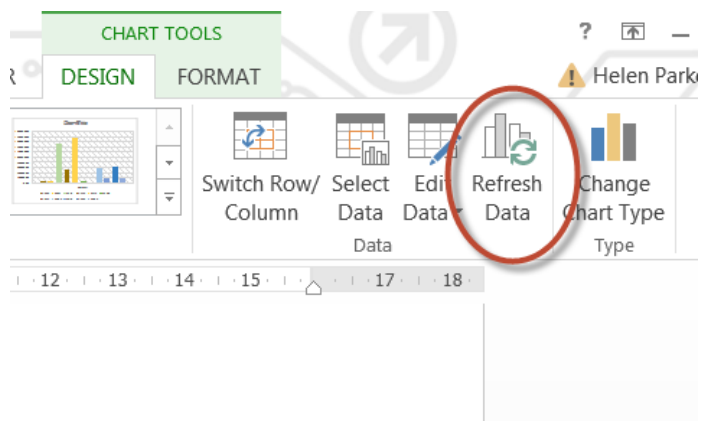 CHART TOOLS
?
R DESIGN FORMAT
Helen Park
Switch Row/
Column
Select
Data
Edit
Data
Refresh
Data
Change
Chart Type
Data
Type
12 13 14 15 17 18